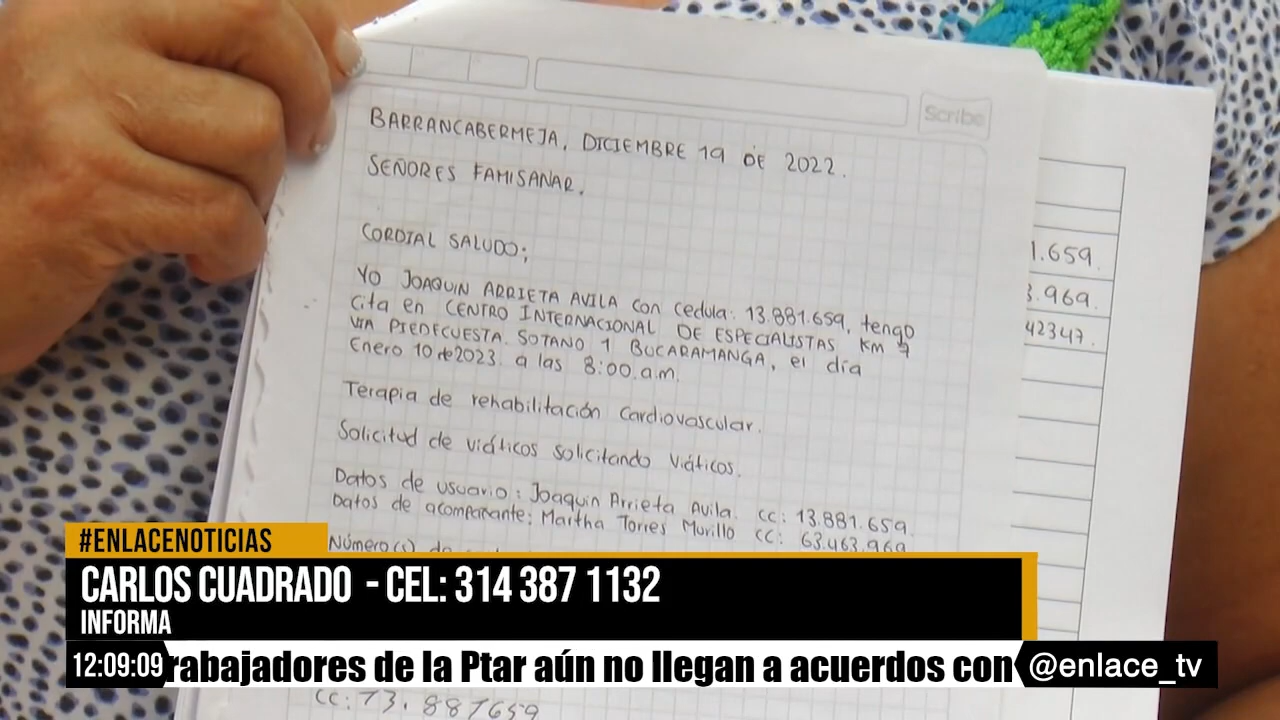 Scribe
BARRANCABERMEJA, DICIEMBRE 19 DE 2022.
SEÑORES FAMISANAR,
CORDIAL SALUDO;
YO JOAQUIN ARRIETA AVILA con cedula: 13.881.659, tengo
cita en CENTRO INTERNACIONAL DE ESPECIALISTAS Km 7
VIA PIEDECUESTA. SOTANO 1 BUCARAMANGA, el día
Enero 10 de 2023 a las 8:00.a.m.
Terapia de rehabilitación Cardiovascular.
Solicitud de viáticos Solicitando Viáticos.
Datos de usuario: Joaquin Arrieta Avila. cc: 13.881.659.
Datos de acompañante: Martha Torres Murillo cc: 63.463.969
Número(s) de
1.659.
3.969.
42347.
#ENLACENOTICIAS
CARLOS CUADRADO - CEL: 314 387 1132
INFORMA
12:09:09 rabajadores de la Ptar aún no llegan a acuerdos con @enlace_tv
cc: 13.881659